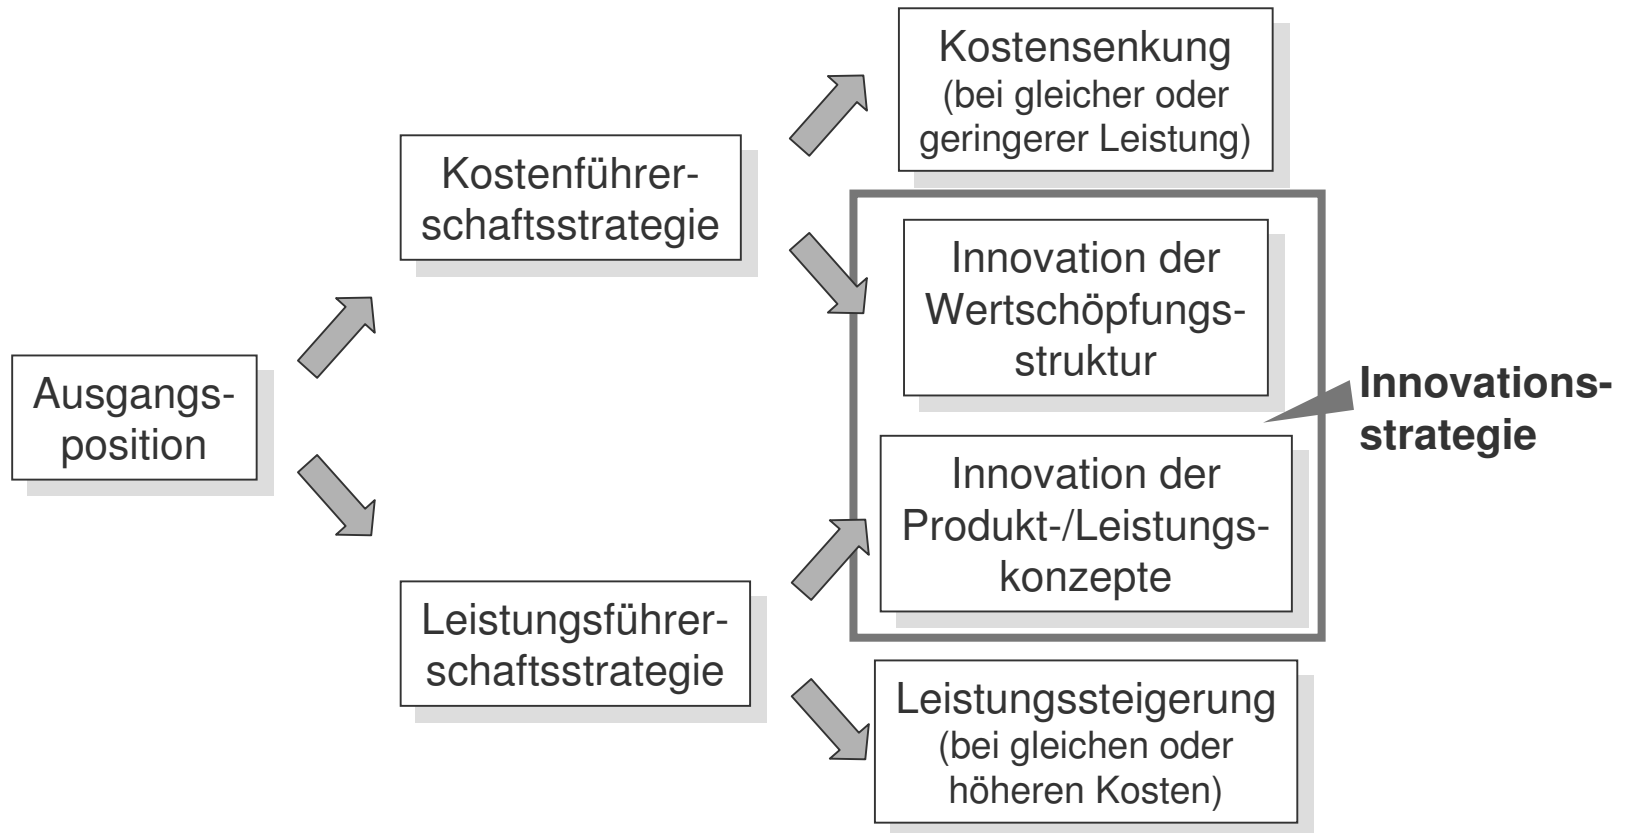 Ausgangs-
position
Kostenführer-
schaftsstrategie
Leistungsführer-
schaftsstrategie
Kostensenkung
(bei gleicher oder
geringerer Leistung)
Innovation der
Wertschöpfungs-
struktur
Innovation der
Produkt-/Leistungs-
konzepte
Leistungssteigerung
(bei gleichen oder
höheren Kosten)
Innovations-
strategie